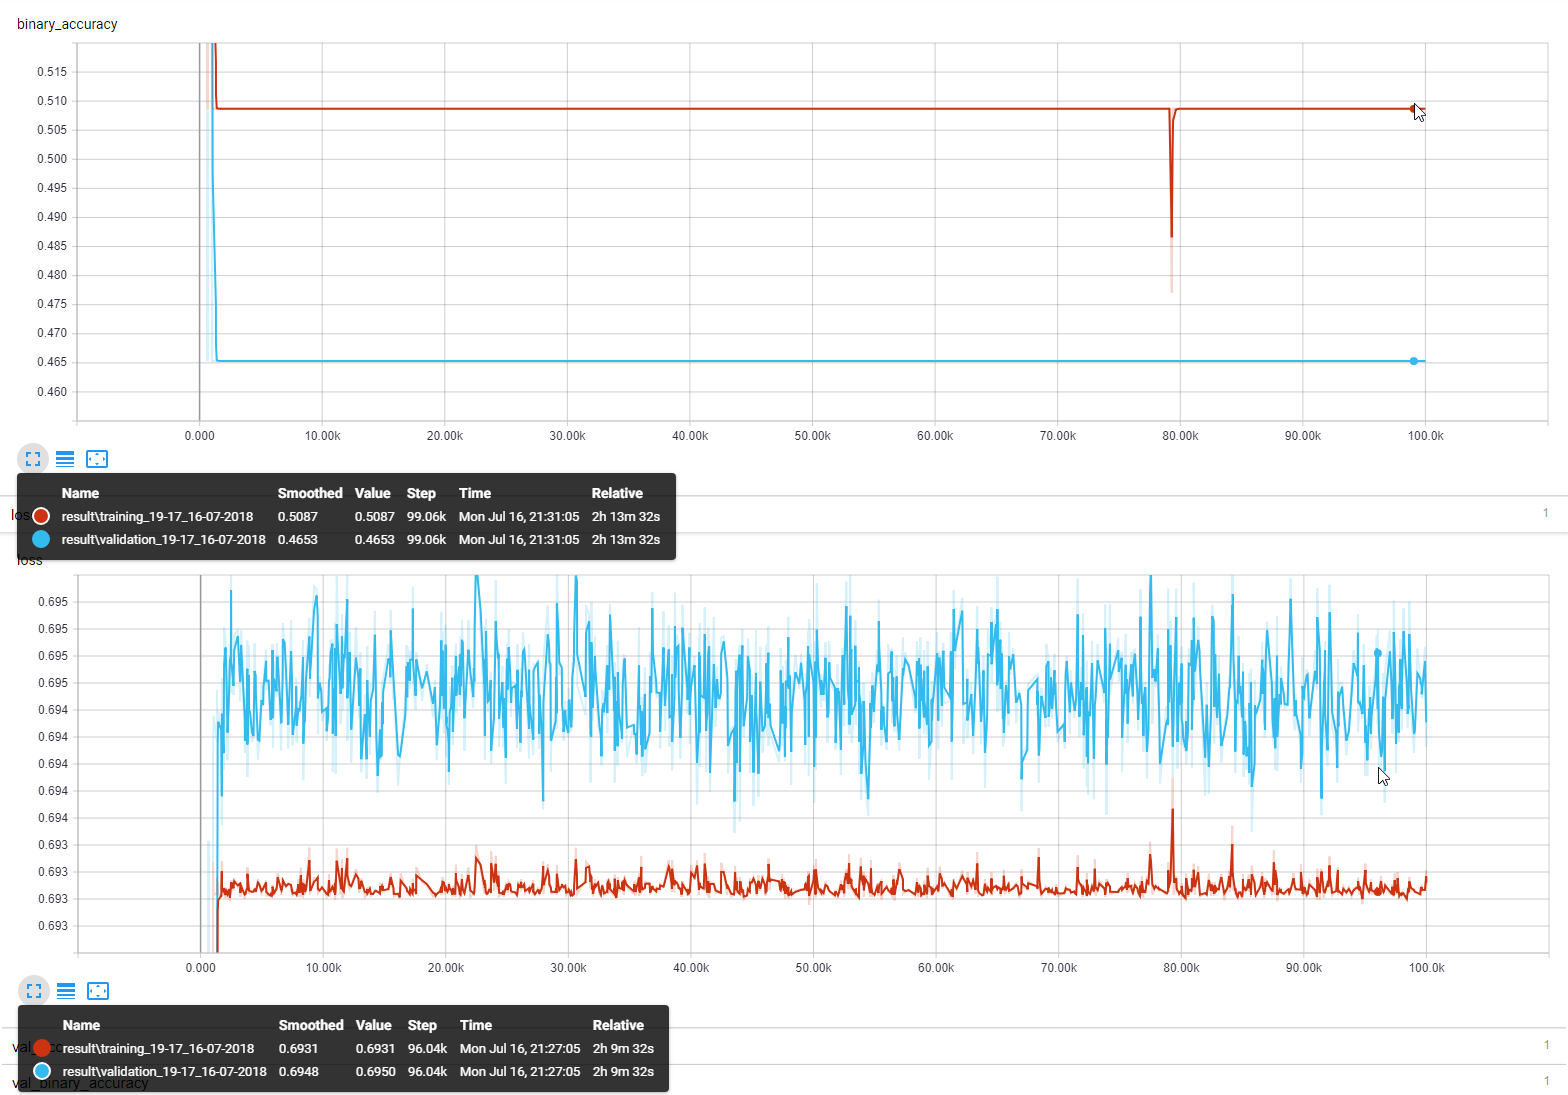 binary_accuracy
0.515
0.510
0.505
0.500
0.495
0.490
0.485
0.480
0.475
0.470
0.465
0.460
0.000 10.00k 20.00k 30.00k 40.00k 50.00k 60.00k 70.00k 80.00k 90.00k 100.0k
Name Smoothed Value Step Time Relative
result\training_19-17_16-07-2018 0.5087 0.5087 99.06k Mon Jul 16, 21:31:05 2h 13m 32s
result\validation_19-17_16-07-2018 0.4653 0.4653 99.06k Mon Jul 16, 21:31:05 2h 13m 32s
1
loss
0.695
0.695
0.695
0.695
0.694
0.694
0.694
0.694
0.694
0.693
0.693
0.693
0.693
0.000 10.00k 20.00k 30.00k 40.00k 50.00k 60.00k 70.00k 80.00k 90.00k 100.0k
Name Smoothed Value Step Time Relative
result\training_19-17_16-07-2018 0.6931 0.6931 96.04k Mon Jul 16, 21:27:05 2h 9m 32s
result\validation_19-17_16-07-2018 0.6948 0.6950 96.04k Mon Jul 16, 21:27:05 2h 9m 32s
1
val_binary_accuracy
1